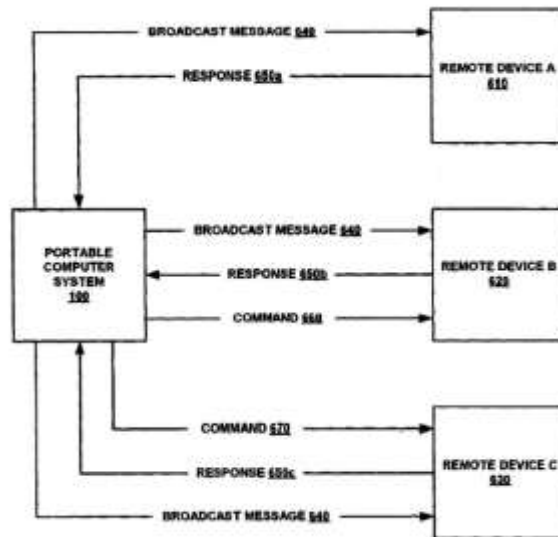 BROADCAST MESSAGE 640
RESPONSE 650a
REMOTE DEVICE A
610
PORTABLE
COMPUTER
SYSTEM
100
BROADCAST MESSAGE 640
RESPONSE 650b
COMMAND 660
REMOTE DEVICE B
620
COMMAND 670
RESPONSE 650c
BROADCAST MESSAGE 640
REMOTE DEVICE C
630